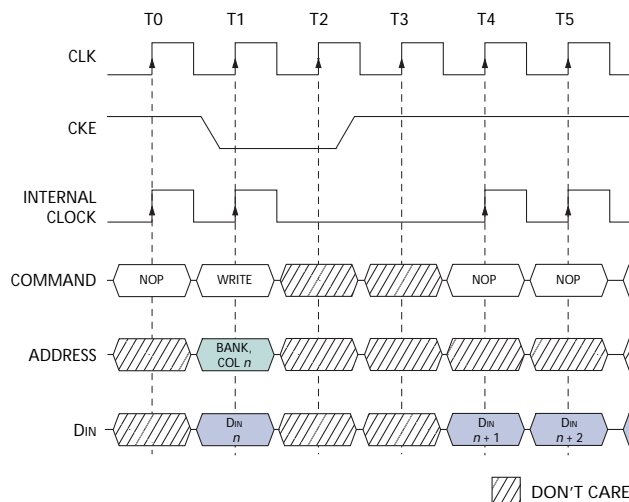 T0 T1 T2 T3 T4 T5
CLK
CKE
INTERNAL
CLOCK
COMMAND NOP WRITE NOP NOP
ADDRESS BANK,
COL n
DIN DIN DIN DIN
n n + 1 n + 2
DON'T CARE